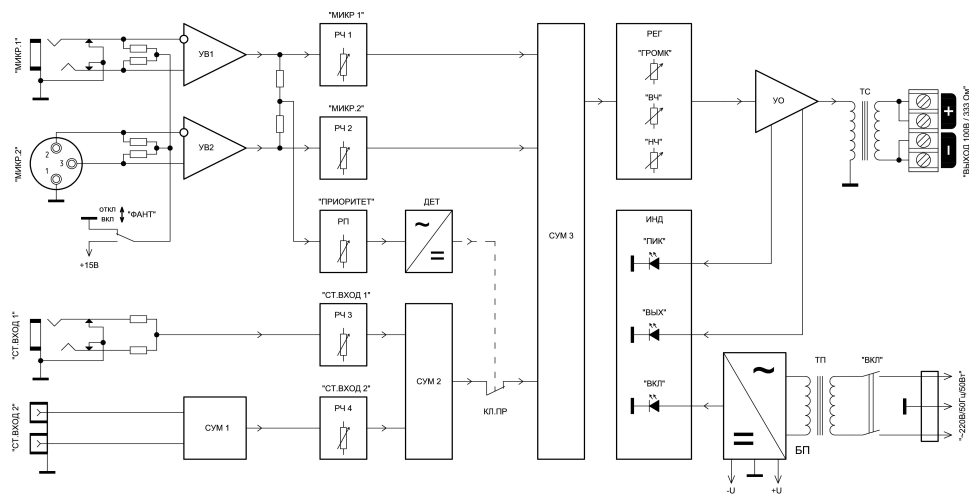 "МИКР.1"
УВ1
"МИКР 1"
РЧ 1
"МИКР.2"
2
3
1
УВ2
"МИКР.2"
РЧ 2
ОТКЛ
ВКЛ
"ФАНТ"
+15В
"ПРИОРИТЕТ"
РП
ДЕТ
~
=
"СТ.ВХОД 1"
"СТ.ВХОД 1"
РЧ 3
"СТ.ВХОД 2"
СУМ 1
"СТ.ВХОД 2"
РЧ 4
СУМ 2
КЛ.ПР
СУМ 3
РЕГ
"ГРОМК"
"ВЧ"
"НЧ"
УО
ТС
+
–
"ВЫХОД 100В / 333 Ом"
ИНД
"ПИК"
"ВЫХ"
"ВКЛ"
~
=
БП
-U
+U
ТП
"ВКЛ"
"~220В/50Гц/50Вт"